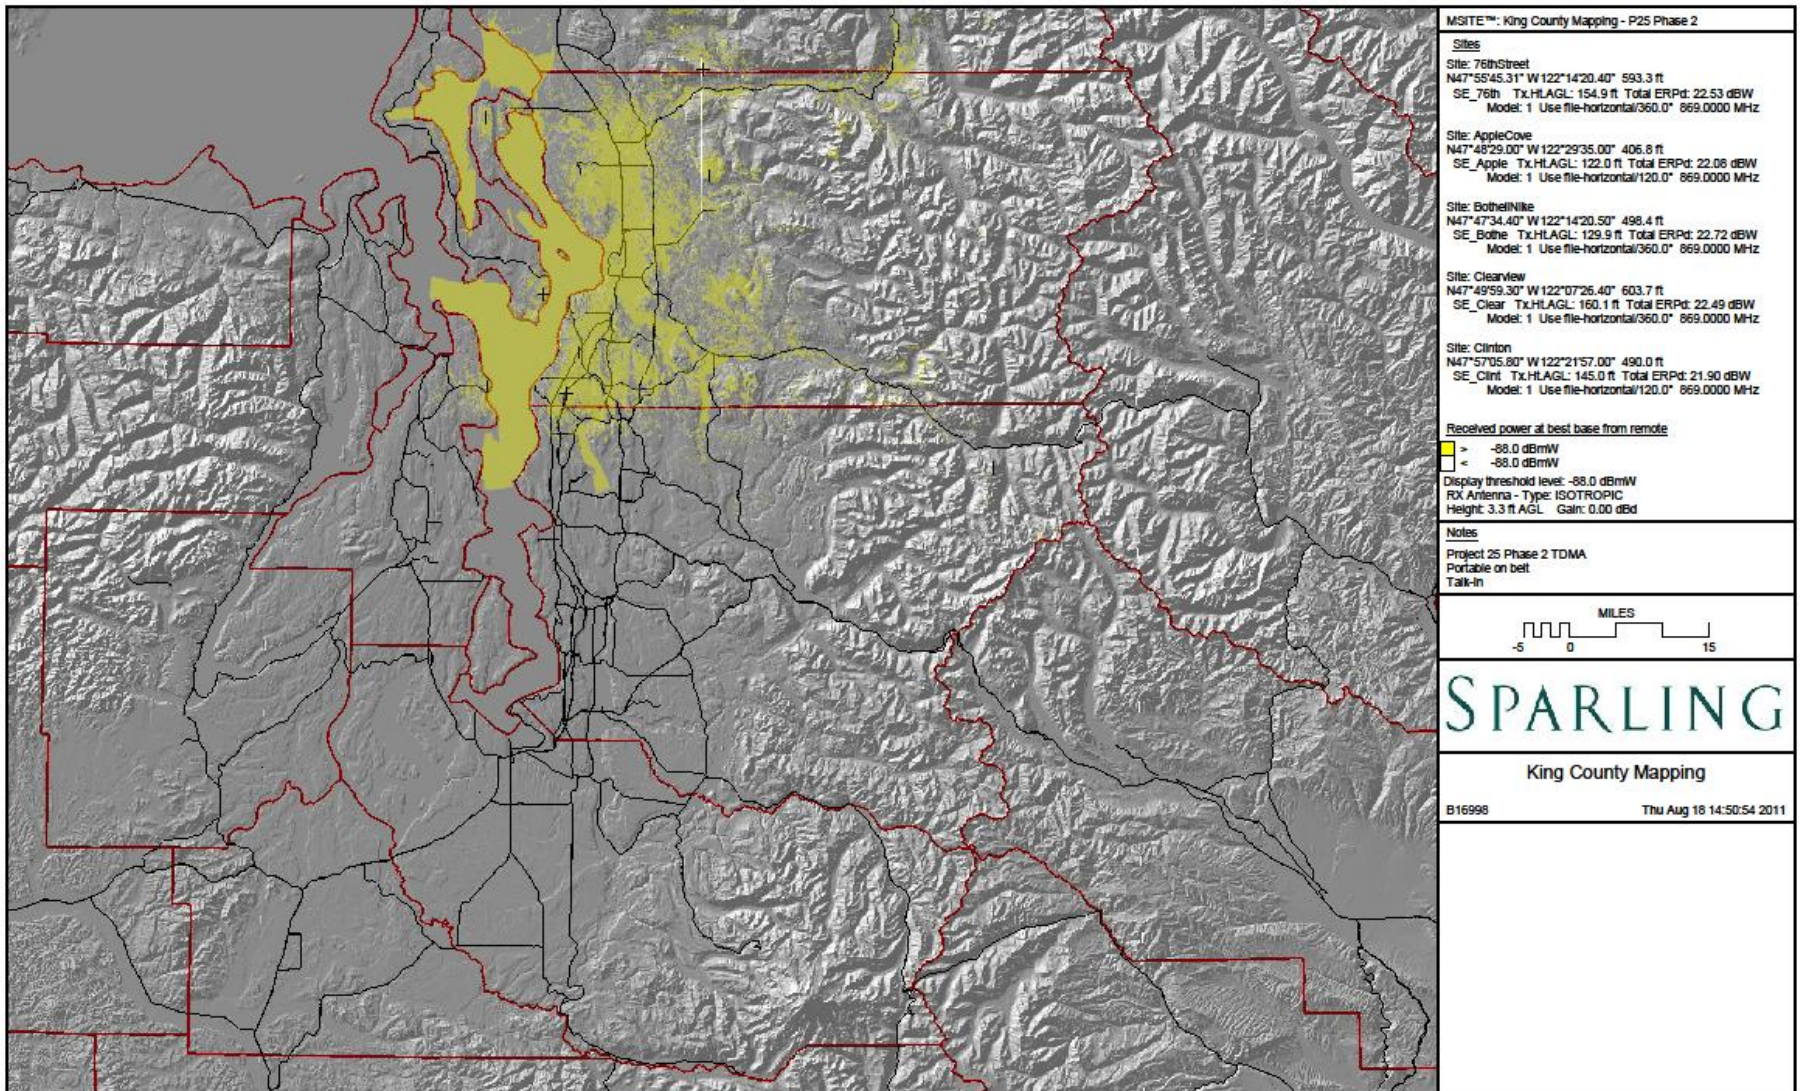 MSITE™: King County Mapping - P25 Phase 2
Sites
Site: 76thStreet
N47°55'45.31" W122°14'20.40" 593.3 ft
SE_76th Tx.Ht.AGL: 154.9 ft Total ERPd: 22.53 dBW
Model: 1 Use file-horizontal/360.0° 869.0000 MHz
Site: AppleCove
N47°48'29.00" W122°29'35.00" 406.8 ft
SE_Apple Tx.Ht.AGL: 122.0 ft Total ERPd: 22.08 dBW
Model: 1 Use file-horizontal/120.0° 869.0000 MHz
Site: BothellNike
N47°47'34.40" W122°14'20.50" 498.4 ft
SE_Bothe Tx.Ht.AGL: 129.9 ft Total ERPd: 22.72 dBW
Model: 1 Use file-horizontal/360.0° 869.0000 MHz
Site: Clearview
N47°49'59.30" W122°07'26.40" 603.7 ft
SE_Clear Tx.Ht.AGL: 160.1 ft Total ERPd: 22.49 dBW
Model: 1 Use file-horizontal/360.0° 869.0000 MHz
Site: Clinton
N47°57'05.80" W122°21'57.00" 490.0 ft
SE_Clint Tx.Ht.AGL: 145.0 ft Total ERPd: 21.90 dBW
Model: 1 Use file-horizontal/120.0° 869.0000 MHz
Received power at best base from remote
> -88.0 dBmW
< -88.0 dBmW
Display threshold level: -88.0 dBmW
RX Antenna - Type: ISOTROPIC
Height: 3.3 ft AGL Gain: 0.00 dBd
Notes
Project 25 Phase 2 TDMA
Portable on belt
Talk-in
MILES
-5 0 15
SPARLING
King County Mapping
B16998 Thu Aug 18 14:50:54 2011